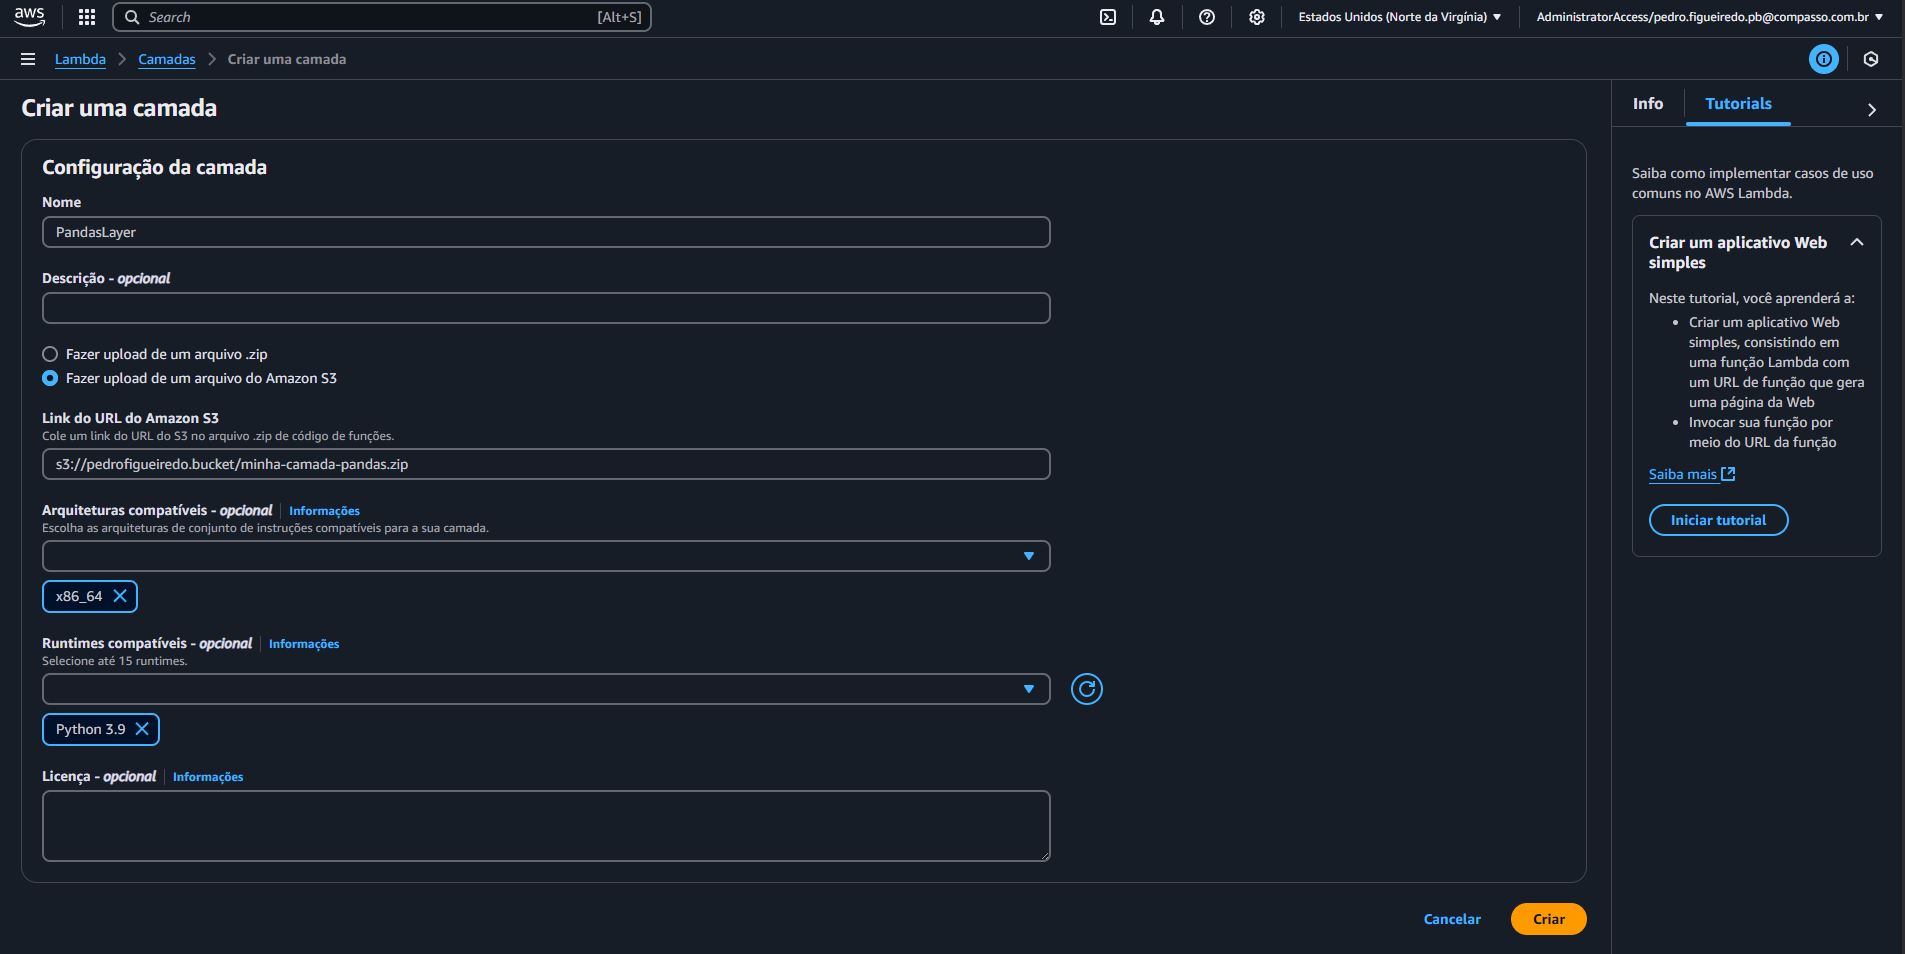 aws
Search [Alt+S]
Estados Unidos (Norte da Virgínia)
AdministratorAccess/pedro.figueiredo.pb@compasso.com.br
Lambda
Camadas
Criar uma camada
Criar uma camada
Configuração da camada
Nome
PandasLayer
Descrição - opcional
Fazer upload de um arquivo .zip
Fazer upload de um arquivo do Amazon S3
Link do URL do Amazon S3
Cole um link do URL do S3 no arquivo .zip de código de funções.
s3://pedrofigueiredo.bucket/minha-camada-pandas.zip
Arquiteturas compatíveis - opcional Informações
Escolha as arquiteturas de conjunto de instruções compatíveis para a sua camada.
x86_64
Runtimes compatíveis - opcional Informações
Selecione até 15 runtimes.
Python 3.9
Licença - opcional Informações
Cancelar
Criar
Info
Tutorials
Saiba como implementar casos de uso
comuns no AWS Lambda.
Criar um aplicativo Web
simples
Neste tutorial, você aprenderá a:
• Criar um aplicativo Web
simples, consistindo em
uma função Lambda com
um URL de função que gera
uma página da Web
• Invocar sua função por
meio do URL da função
Saiba mais
Iniciar tutorial